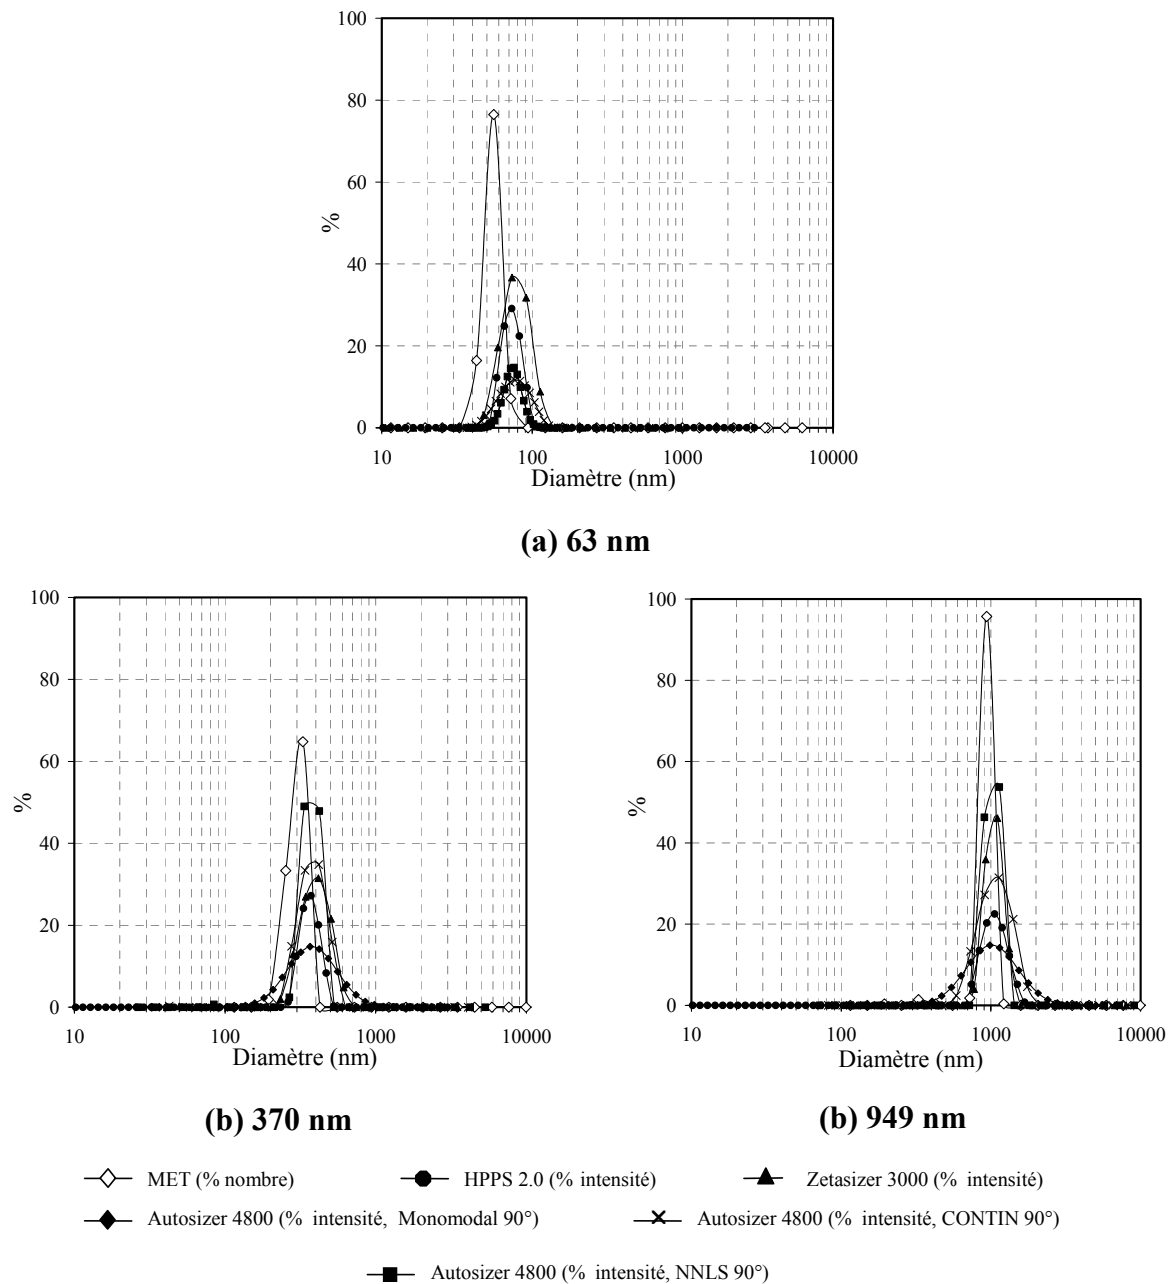 100
80
60
40
20
0
%
10
100
1000
10000
Diamètre (nm)
(a) 63 nm
100
80
60
40
20
0
%
10
100
1000
10000
Diamètre (nm)
(b) 370 nm
100
80
60
40
20
0
%
10
100
1000
10000
Diamètre (nm)
(b) 949 nm
MET (% nombre)
HPPS 2.0 (% intensité)
Zetasizer 3000 (% intensité)
Autosizer 4800 (% intensité, Monomodal 90°)
Autosizer 4800 (% intensité, CONTIN 90°)
Autosizer 4800 (% intensité, NNLS 90°)